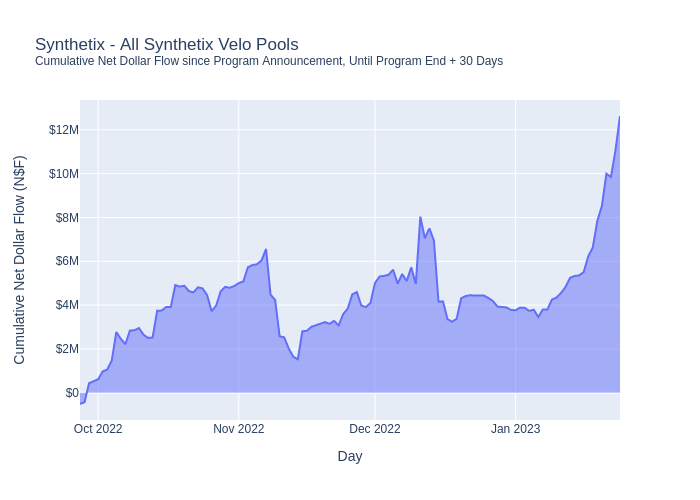 Synthetix - All Synthetix Velo Pools
Cumulative Net Dollar Flow since Program Announcement, Until Program End + 30 Days
Cumulative Net Dollar Flow (N$F)
$12M
$10M
$8M
$6M
$4M
$2M
$0
Oct 2022 Nov 2022 Dec 2022 Jan 2023
Day